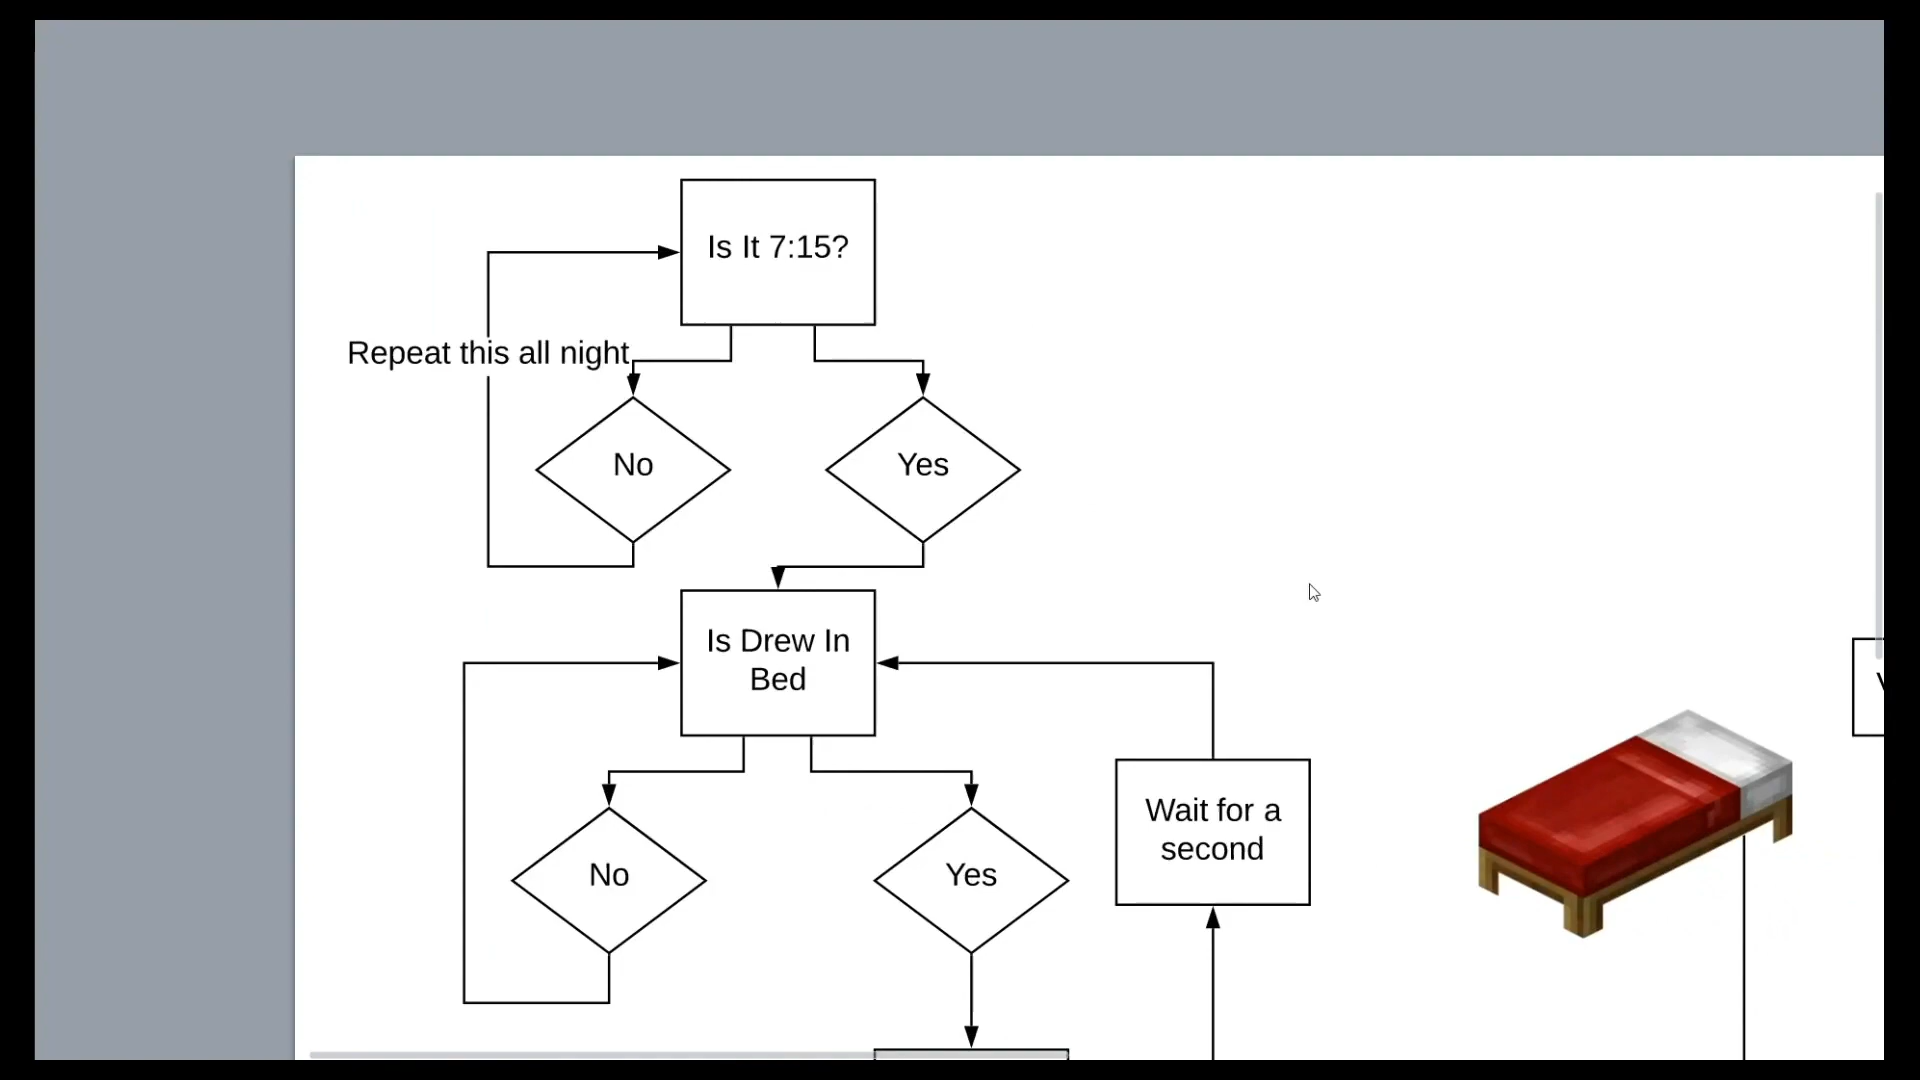 Is It 7:15?
Repeat this all night
No
Yes
Is Drew In
Bed
Wait for a
second
No
Yes